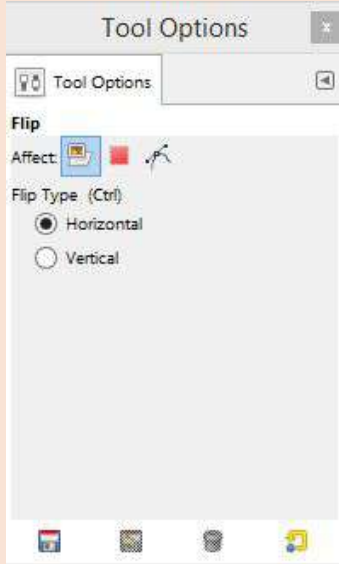 Tool Options
Tool Options
Flip
Affect:
Flip Type (Ctrl)
Horizontal
Vertical